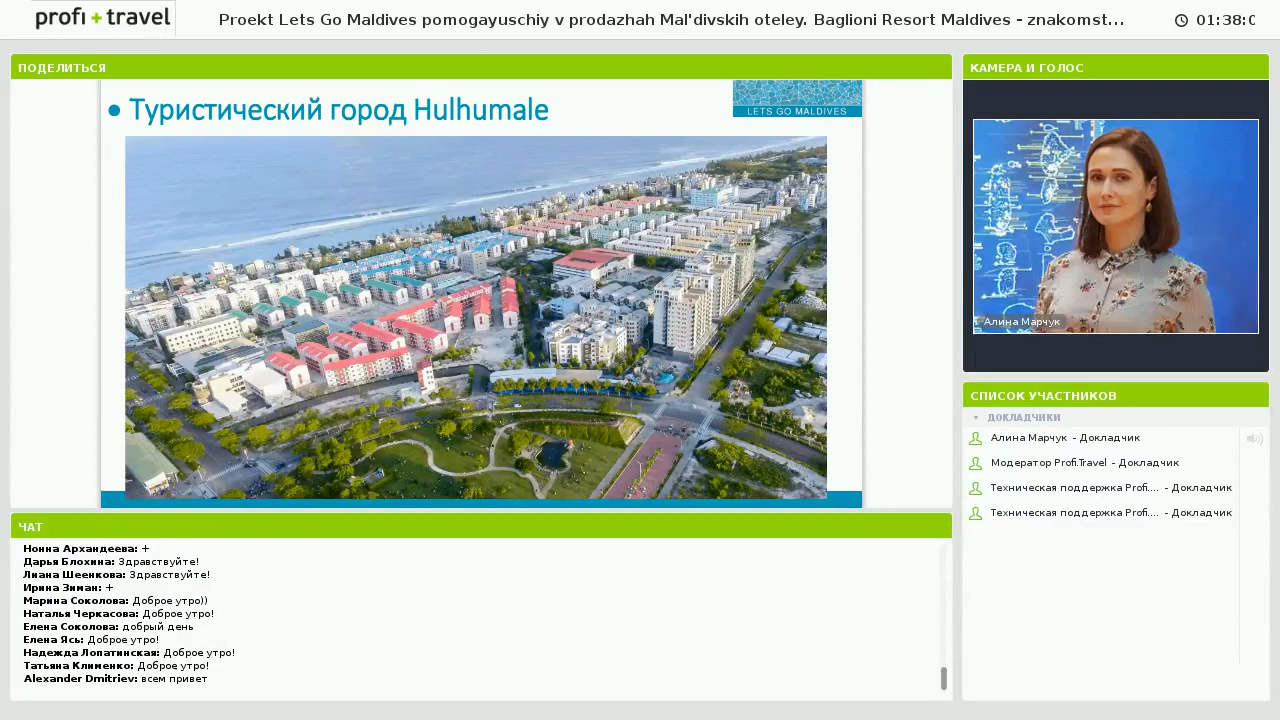 profi + travel
Proekt Lets Go Maldives pomogayuschiy v prodazhah Mal'divskih oteley. Baglioni Resort Maldives - znakomst...
01:38:0
ПОДЕЛИТЬСЯ
• Туристический город Hulhumale
LETS GO MALDIVES
КАМЕРА И ГОЛОС
Алина Марчук
СПИСОК УЧАСТНИКОВ
ДОКЛАДЧИКИ
Алина Марчук - Докладчик
Модератор Profi.Travel - Докладчик
Техническая поддержка Profi.... - Докладчик
Техническая поддержка Profi.... - Докладчик
ЧАТ
Нонна Архандеева: +
Дарья Блохина: Здравствуйте!
Лиана Шеенкова: Здравствуйте!
Ирина Зиман: +
Марина Соколова: Доброе утро))
Наталья Черкасова: Доброе утро!
Елена Соколова: добрый день
Елена Ясь: Доброе утро!
Надежда Лопатинская: Доброе утро!
Татьяна Клименко: Доброе утро!
Alexander Dmitriev: всем привет